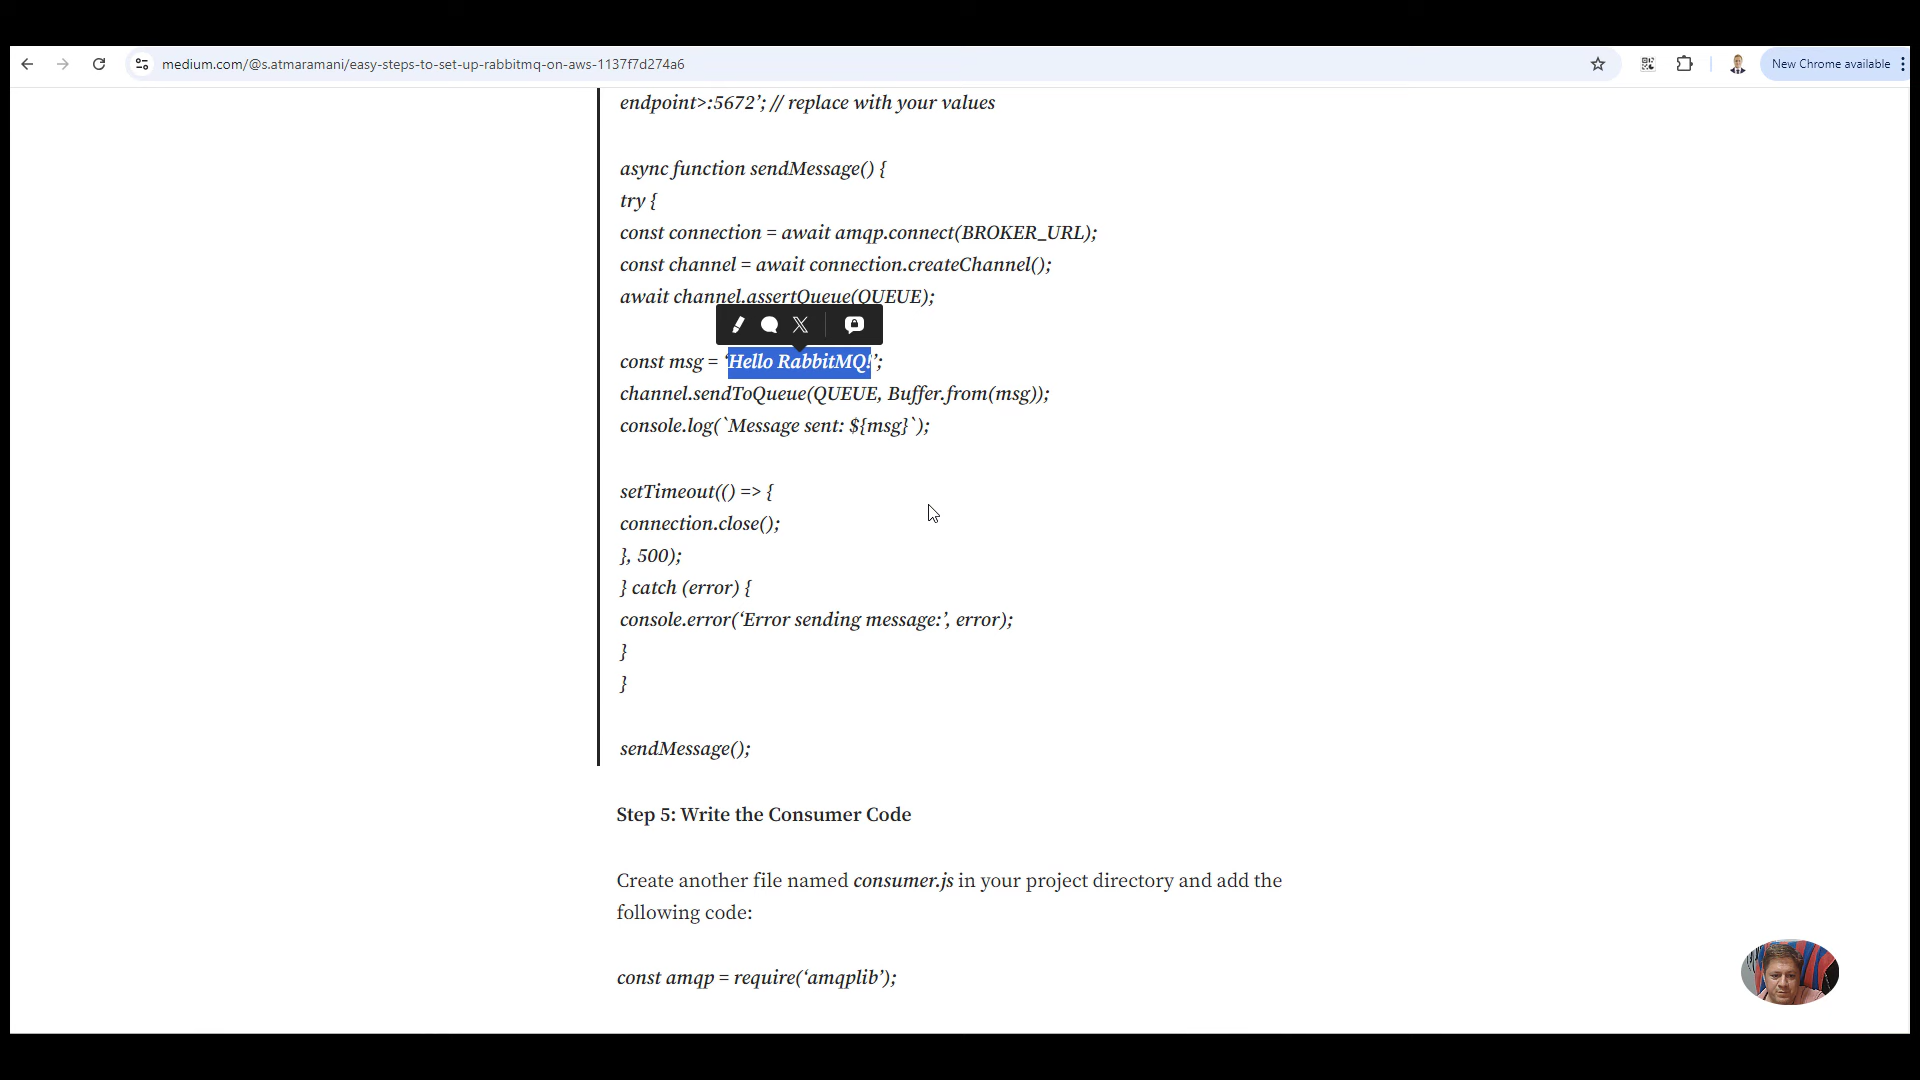 medium.com/@s.atmaramani/easy-steps-to-set-up-rabbitmq-on-aws-1137f7d274a6
New Chrome available
endpoint>:5672’; // replace with your values
async function sendMessage() {
try {
const connection = await amqp.connect(BROKER_URL);
const channel = await connection.createChannel();
await channel.assertQueue(QUEUE);
const msg = ‘Hello RabbitMQ!’;
channel.sendToQueue(QUEUE, Buffer.from(msg));
console.log(`Message sent: ${msg}`);
setTimeout(() => {
connection.close();
}, 500);
} catch (error) {
console.error(‘Error sending message:’, error);
}
}
sendMessage();
Step 5: Write the Consumer Code
Create another file named consumer.js in your project directory and add the
following code:
const amqp = require(‘amqplib’);